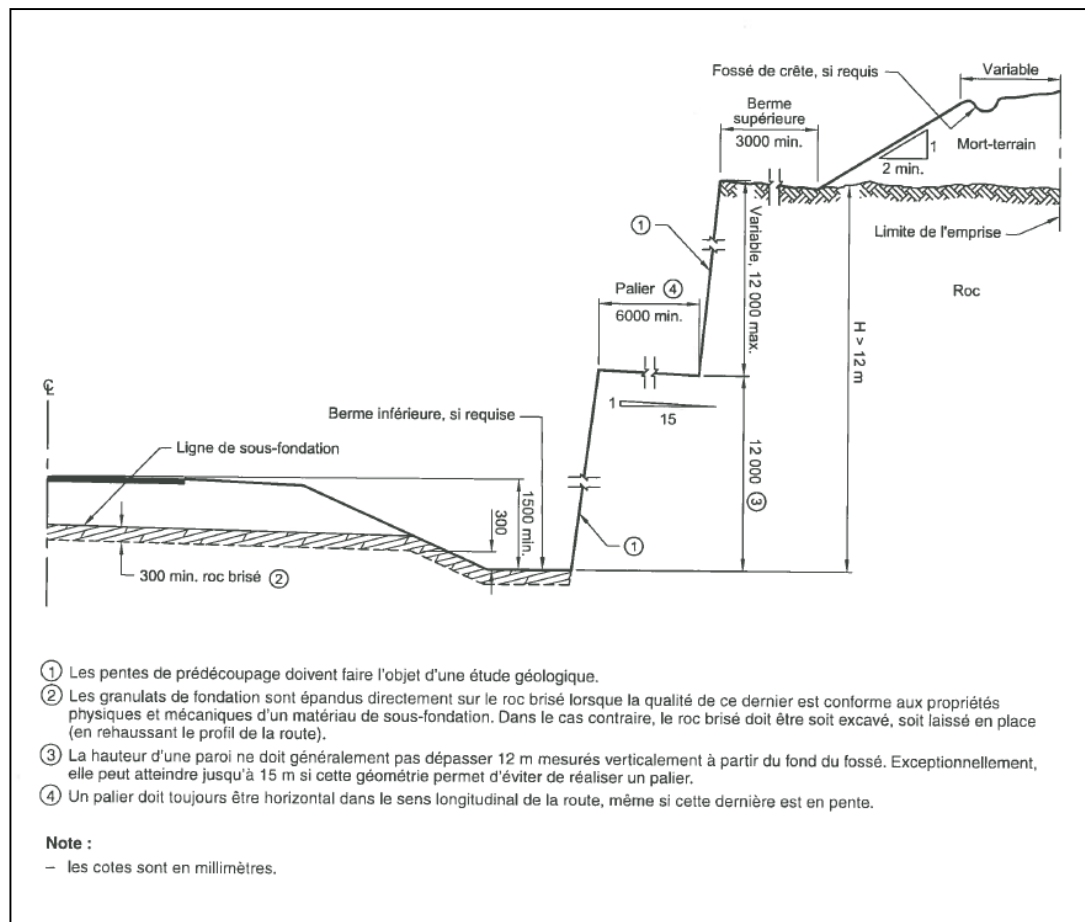 Fossé de crête, si requis
Variable
Berme
supérieure
3000 min.
Mort-terrain
1
2 min.
①
Variable, 12 000 max.
Limite de l'emprise
Palier ④
6000 min.
Roc
H > 12 m
℄
Berme inférieure, si requise
1
15
Ligne de sous-fondation
12 000 ③
1500 min.
300
①
300 min. roc brisé ②
① Les pentes de prédécoupage doivent faire l'objet d'une étude géologique.
② Les granulats de fondation sont épandus directement sur le roc brisé lorsque la qualité de ce dernier est conforme aux propriétés
physiques et mécaniques d'un matériau de sous-fondation. Dans le cas contraire, le roc brisé doit être soit excavé, soit laissé en place
(en rehaussant le profil de la route).
③ La hauteur d'une paroi ne doit généralement pas dépasser 12 m mesurés verticalement à partir du fond du fossé. Exceptionnellement,
elle peut atteindre jusqu'à 15 m si cette géométrie permet d'éviter de réaliser un palier.
④ Un palier doit toujours être horizontal dans le sens longitudinal de la route, même si cette dernière est en pente.
Note :
– les cotes sont en millimètres.